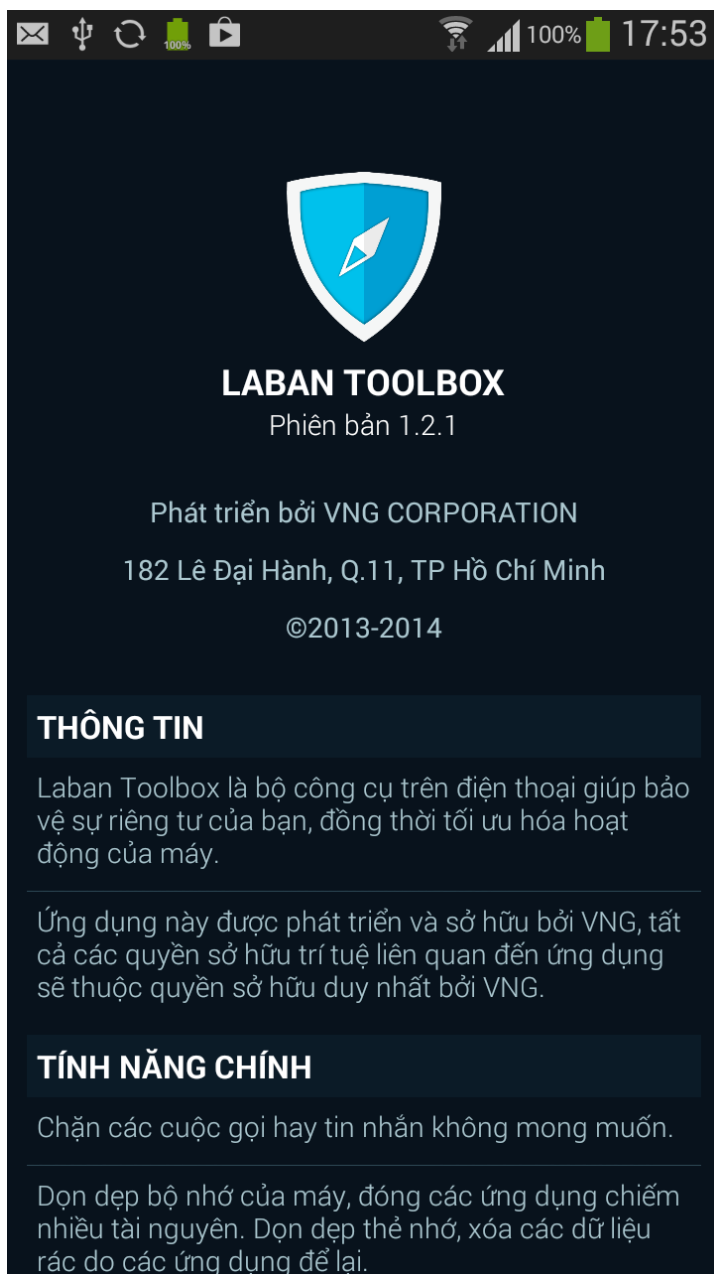 100% 100% 17:53
LABAN TOOLBOX
Phiên bản 1.2.1
Phát triển bởi VNG CORPORATION
182 Lê Đại Hành, Q.11, TP Hồ Chí Minh
©2013-2014
THÔNG TIN
Laban Toolbox là bộ công cụ trên điện thoại giúp bảo
vệ sự riêng tư của bạn, đồng thời tối ưu hóa hoạt
động của máy.
Ứng dụng này được phát triển và sở hữu bởi VNG, tất
cả các quyền sở hữu trí tuệ liên quan đến ứng dụng
sẽ thuộc quyền sở hữu duy nhất bởi VNG.
TÍNH NĂNG CHÍNH
Chặn các cuộc gọi hay tin nhắn không mong muốn.
Dọn dẹp bộ nhớ của máy, đóng các ứng dụng chiếm
nhiều tài nguyên. Dọn dẹp thẻ nhớ, xóa các dữ liệu
rác do các ứng dụng để lại.